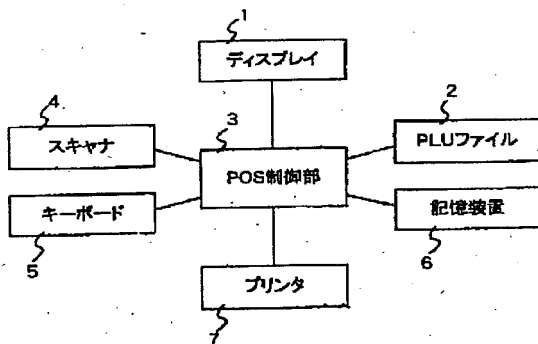 1
ディスプレイ
4
スキャナ
3
POS制御部
2
PLUファイル
キーボード
5
記憶装置
6
プリンタ
7